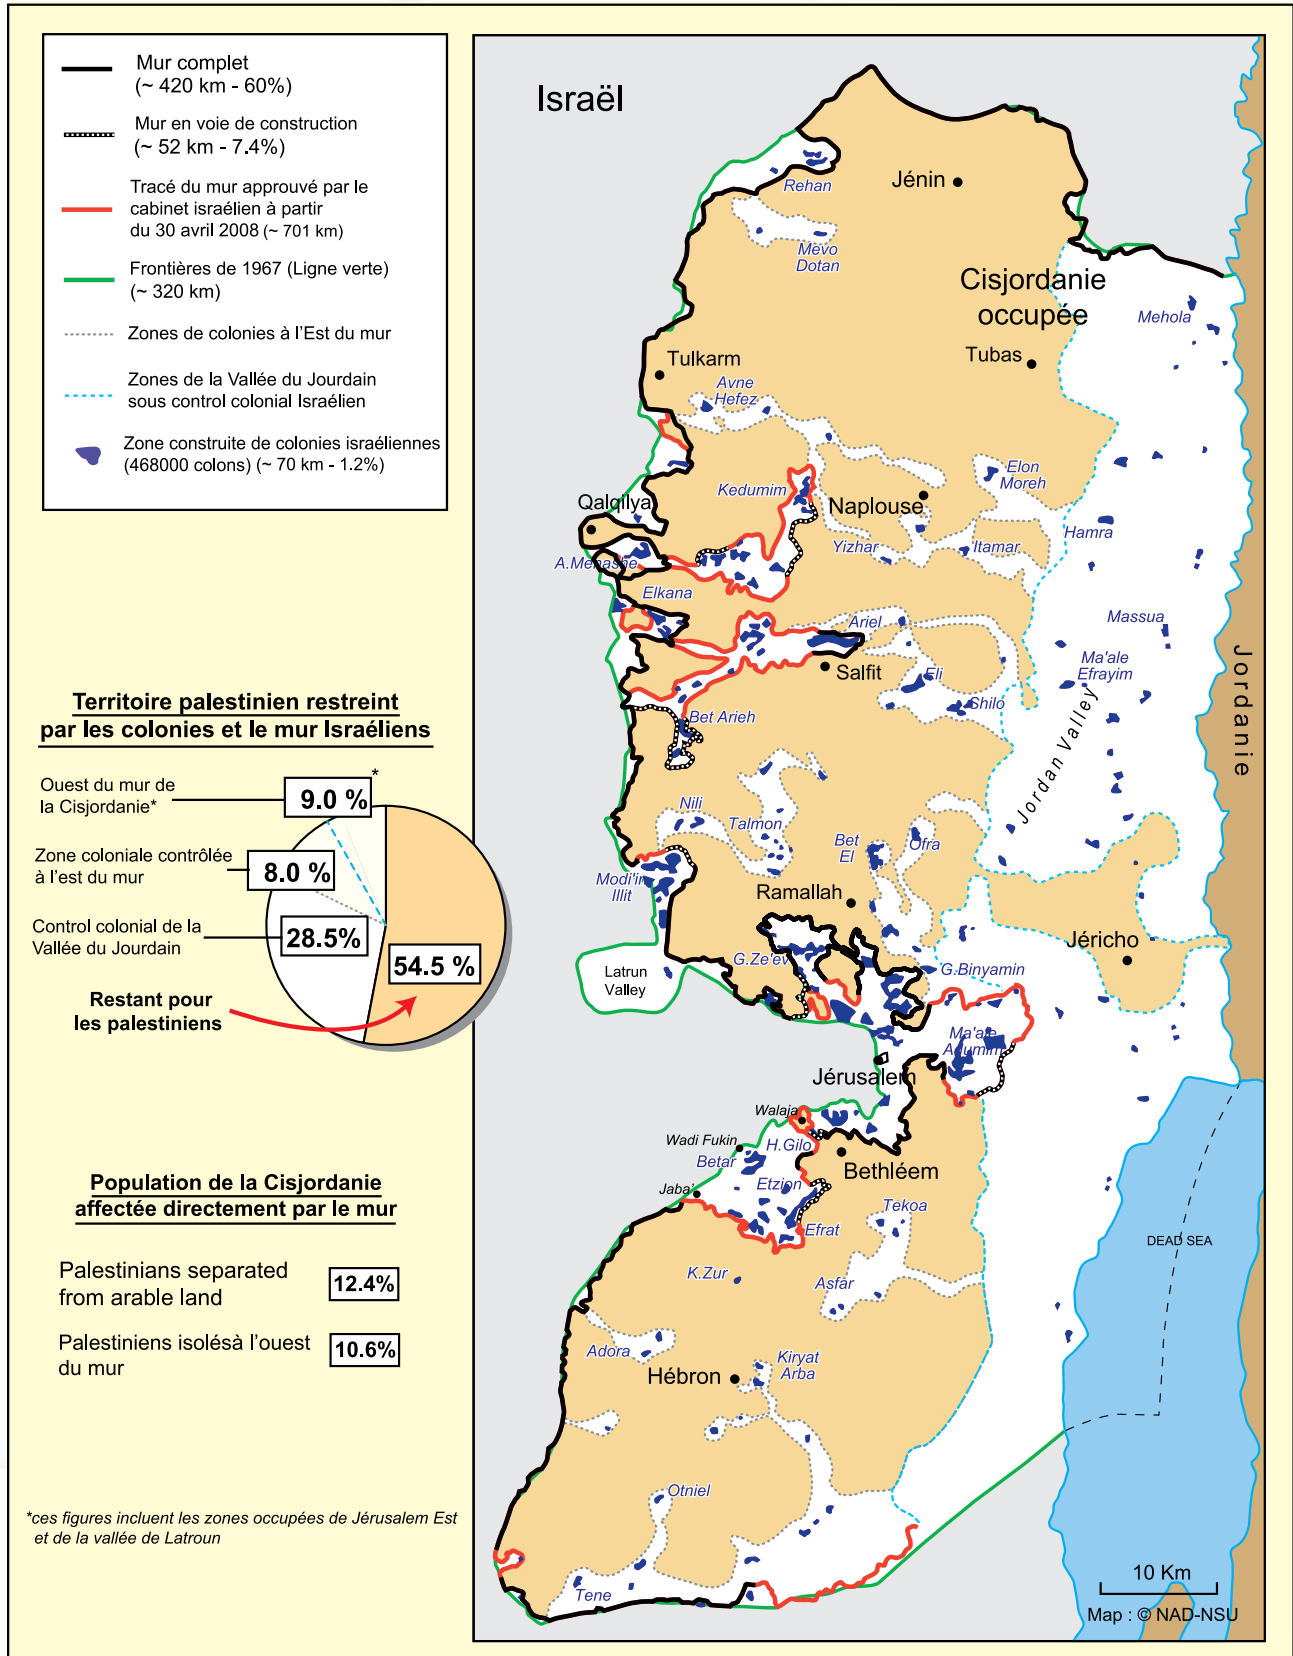 Mur complet
(~ 420 km - 60%)
Mur en voie de construction
(~ 52 km - 7.4%)
Tracé du mur approuvé par le
cabinet israélien à partir
du 30 avril 2008 (~ 701 km)
Frontières de 1967 (Ligne verte)
(~ 320 km)
Zones de colonies à l'Est du mur
Zones de la Vallée du Jourdain
sous control colonial Israélien
Zone construite de colonies israéliennes
(468000 colons) (~ 70 km - 1.2%)
Territoire palestinien restreint
par les colonies et le mur Israéliens
Ouest du mur de
la Cisjordanie*
9.0 %
*
Zone coloniale contrôlée
à l'est du mur
8.0 %
Control colonial de la
Vallée du Jourdain
28.5%
54.5 %
Restant pour
les palestiniens
Population de la Cisjordanie
affectée directement par le mur
Palestinians separated
from arable land
12.4%
Palestiniens isolésà l'ouest
du mur
10.6%
*ces figures incluent les zones occupées de Jérusalem Est
et de la vallée de Latroun
Israël
Rehan
Jénin
Mevo
Dotan
Cisjordanie
occupée
Mehola
Tulkarm
Tubas
Avne
Hefez
Kedumim
Elon
Moreh
Qalqilya
Naplouse
Hamra
A.Menashe
Yizhar
Itamar
Elkana
Ariel
Massua
Salfit
Eli
Ma'ale
Efrayim
Shilo
Bet Arieh
Jordan Valley
Jordanie
Nili
Talmon
Bet
El
Ofra
Modi'in
Illit
Ramallah
Jéricho
G.Ze'ev
G.Binyamin
Latrun
Valley
Ma'ale
Adumim
Jérusalem
Walaja
Wadi Fukin
H.Gilo
Betar
Bethléem
Jaba'
Etzion
Tekoa
Efrat
DEAD SEA
K.Zur
Asfar
Adora
Kiryat
Arba
Hébron
Otniel
Tene
10 Km
Map : © NAD-NSU